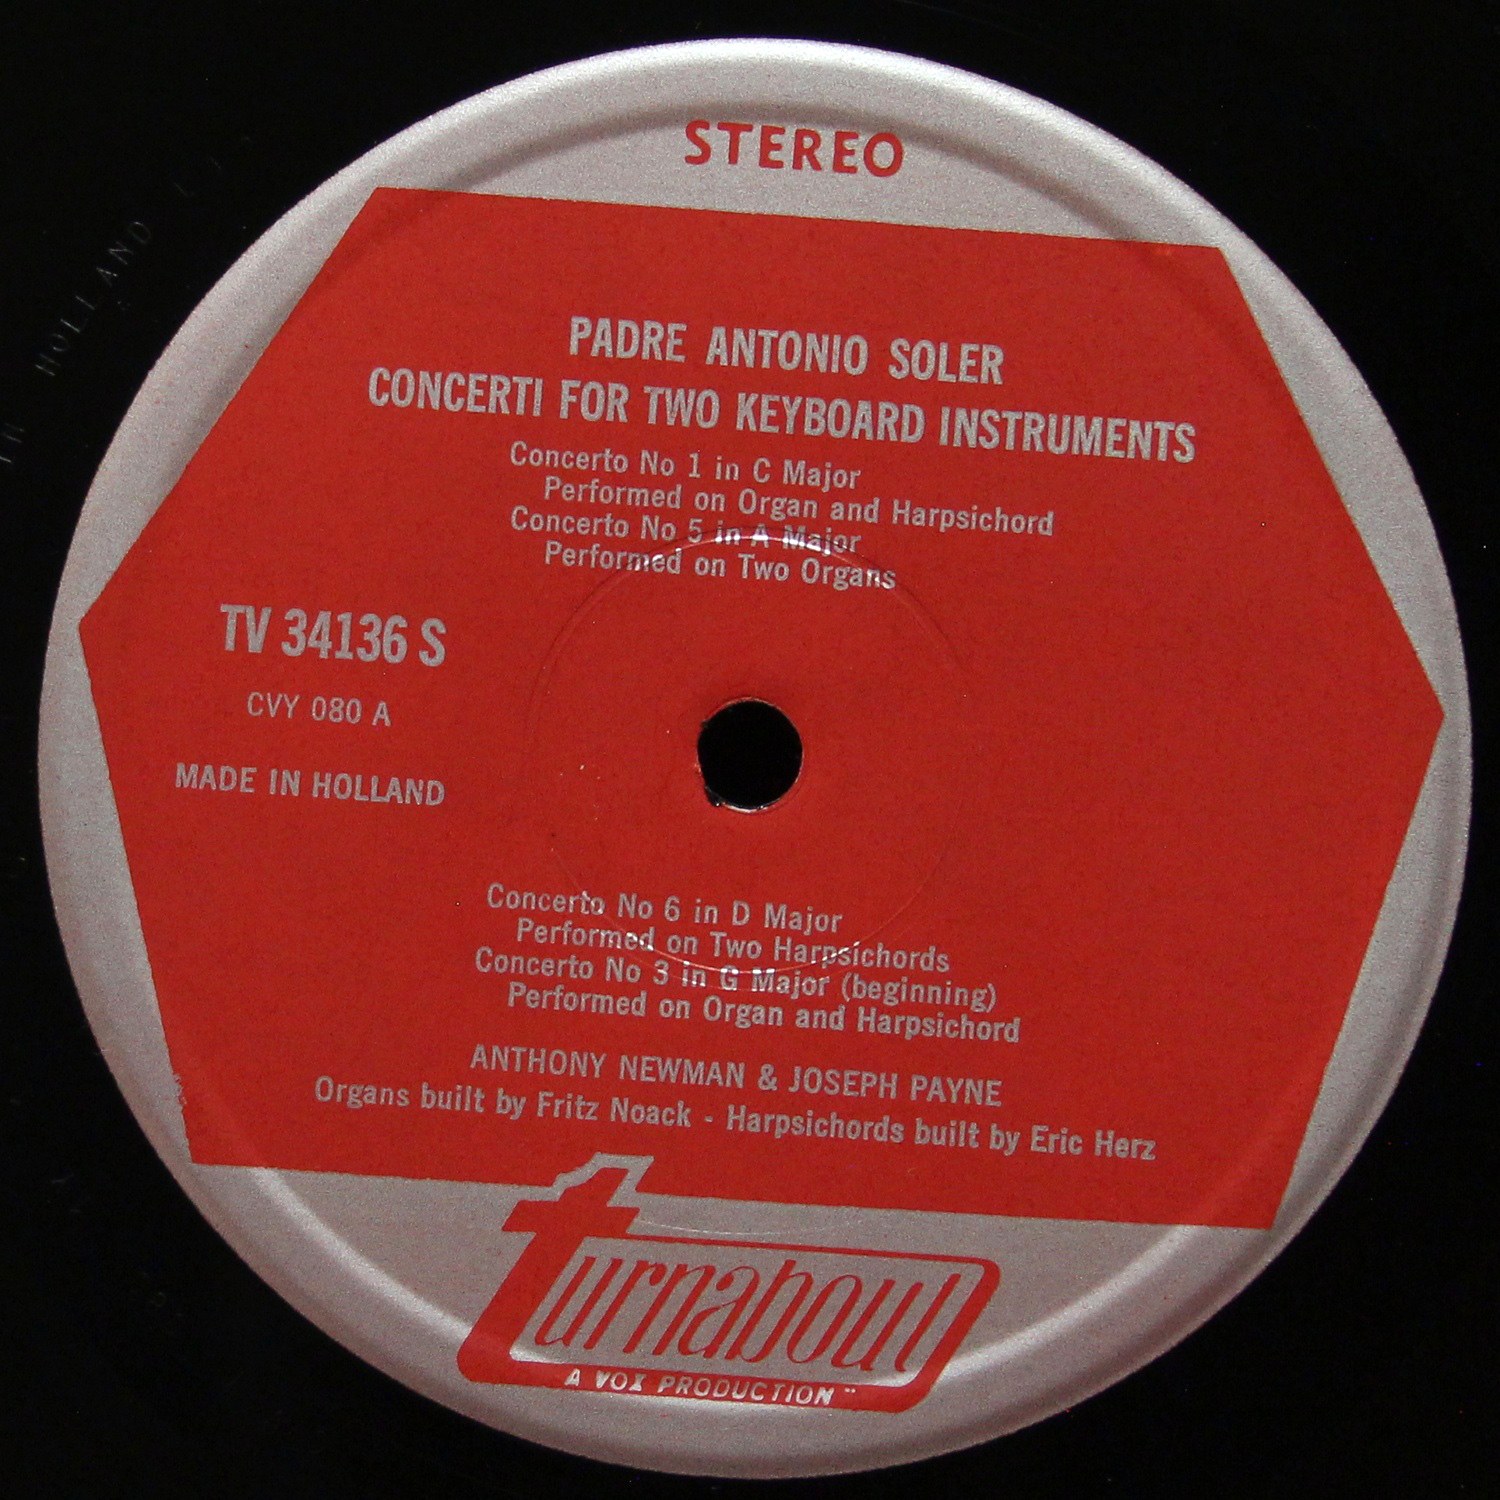 STEREO
PADRE ANTONIO SOLER
CONCERTI FOR TWO KEYBOARD INSTRUMENTS
Concerto No 1 in C Major
Performed on Organ and Harpsichord
Concerto No 5 in A Major
Performed on Two Organs
TV 34136 S
CVY 080 A
MADE IN HOLLAND
Concerto No 6 in D Major
Performed on Two Harpsichords
Concerto No 3 in G Major (beginning)
Performed on Organ and Harpsichord
ANTHONY NEWMAN & JOSEPH PAYNE
Organs built by Fritz Noack - Harpsichords built by Eric Herz
turnabout
A VOX PRODUCTION
HOLLAND